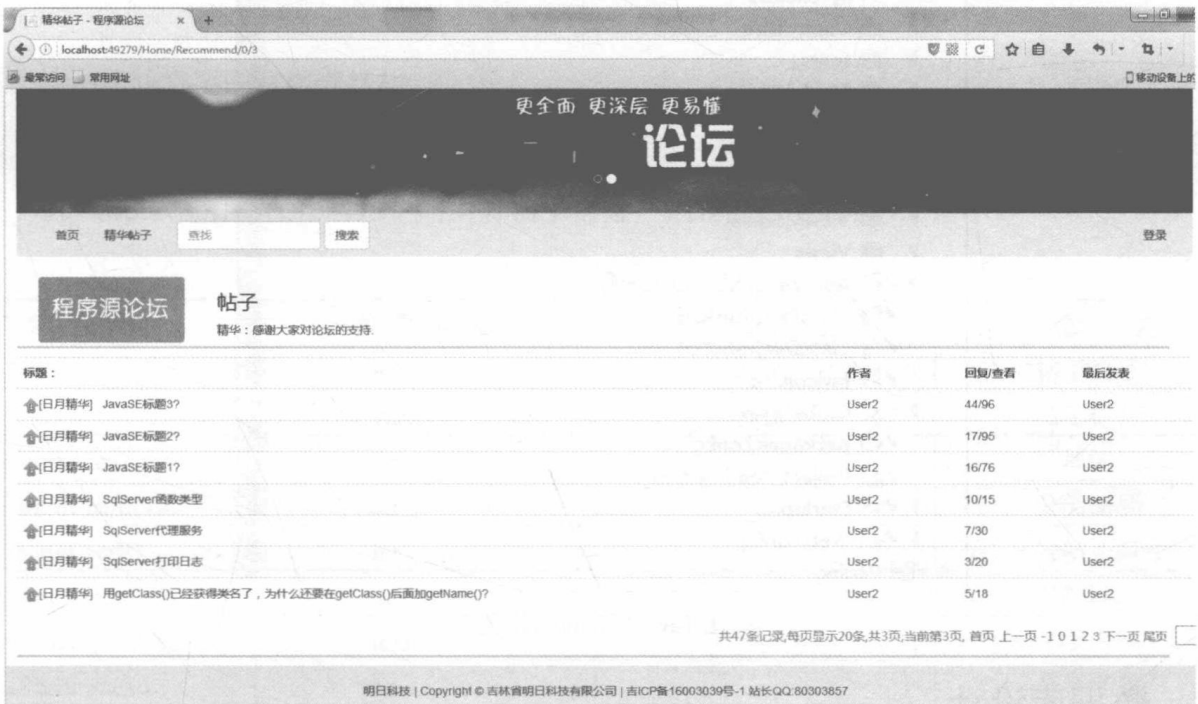 精华帖子 - 程序源论坛
localhost:49279/Home/Recommend/0/3
最常访问 常用网址 移动设备上的
更全面 更深层 更易懂
论坛
首页 精华帖子 查找 搜索 登录
程序源论坛
帖子
精华：感谢大家对论坛的支持.
标题： 作者 回复/查看 最后发表
[日月精华] JavaSE标题3? User2 44/96 User2
[日月精华] JavaSE标题2? User2 17/95 User2
[日月精华] JavaSE标题1? User2 16/76 User2
[日月精华] SqlServer函数类型 User2 10/15 User2
[日月精华] SqlServer代理服务 User2 7/30 User2
[日月精华] SqlServer打印日志 User2 3/20 User2
[日月精华] 用getClass()已经获得类名了，为什么还要在getClass()后面加getName()? User2 5/18 User2
共47条记录,每页显示20条,共3页,当前第3页, 首页 上一页 -1 0 1 2 3 下一页 尾页
明日科技 | Copyright © 吉林省明日科技有限公司 | 吉ICP备16003039号-1 站长QQ:80303857